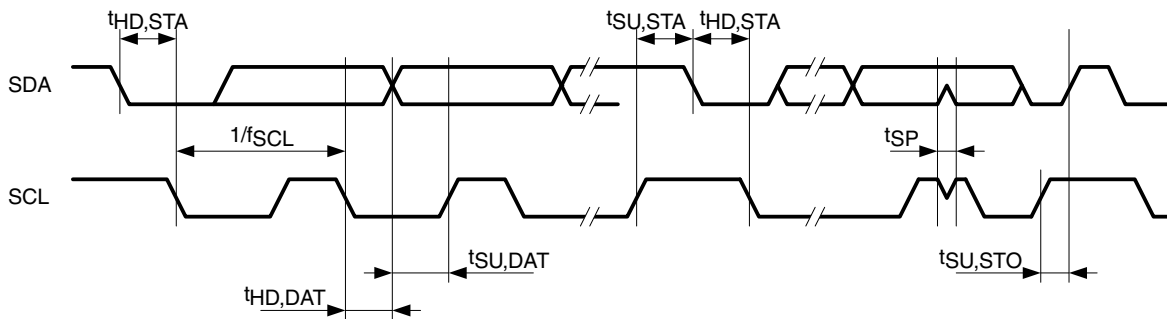 tHD,STA
tSU,STA tHD,STA
SDA
1/fSCL
tSP
SCL
tSU,DAT
tSU,STO
tHD,DAT